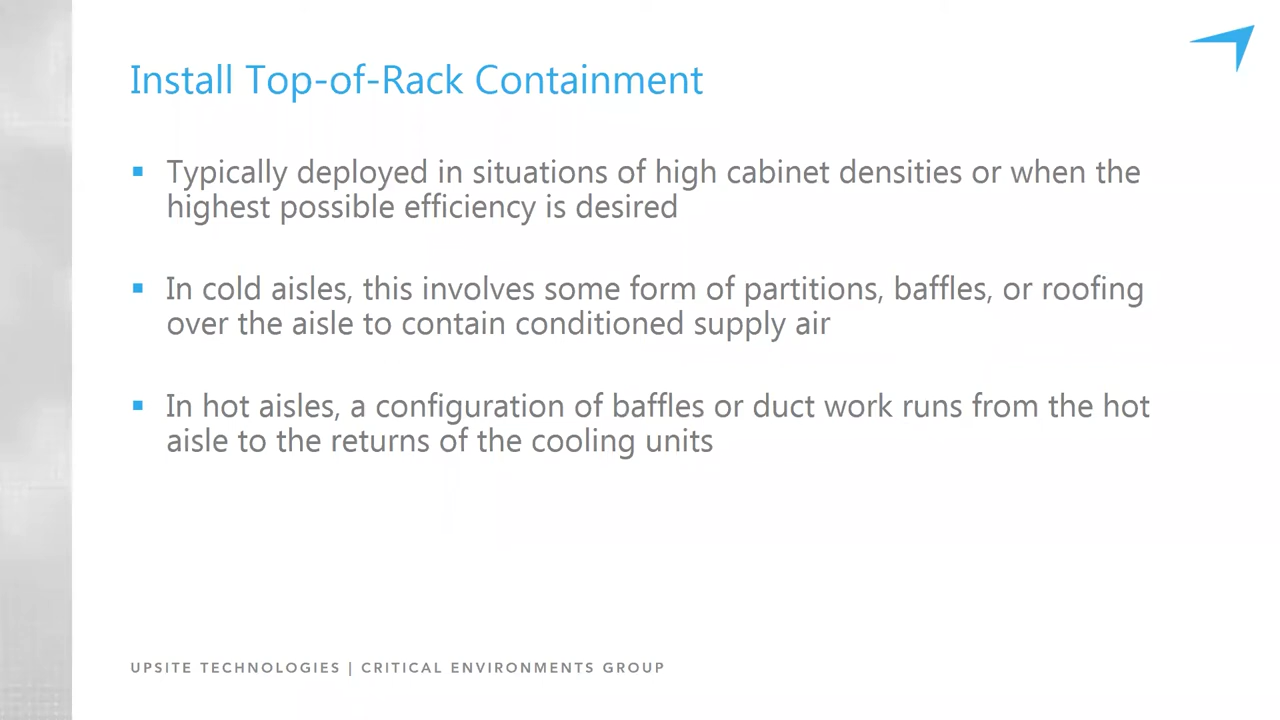 Install Top-of-Rack Containment
▪ Typically deployed in situations of high cabinet densities or when the
highest possible efficiency is desired
▪ In cold aisles, this involves some form of partitions, baffles, or roofing
over the aisle to contain conditioned supply air
▪ In hot aisles, a configuration of baffles or duct work runs from the hot
aisle to the returns of the cooling units
UPSITE TECHNOLOGIES | CRITICAL ENVIRONMENTS GROUP